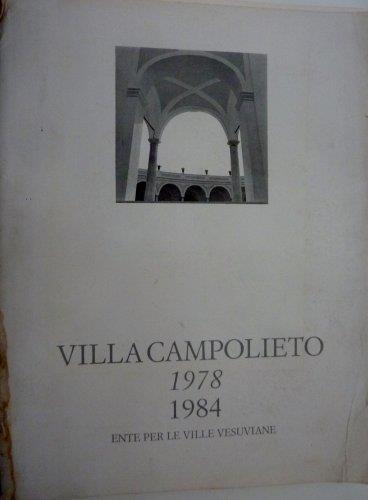 VILLA CAMPOLIETO
1978
1984
ENTE PER LE VILLE VESUVIANE